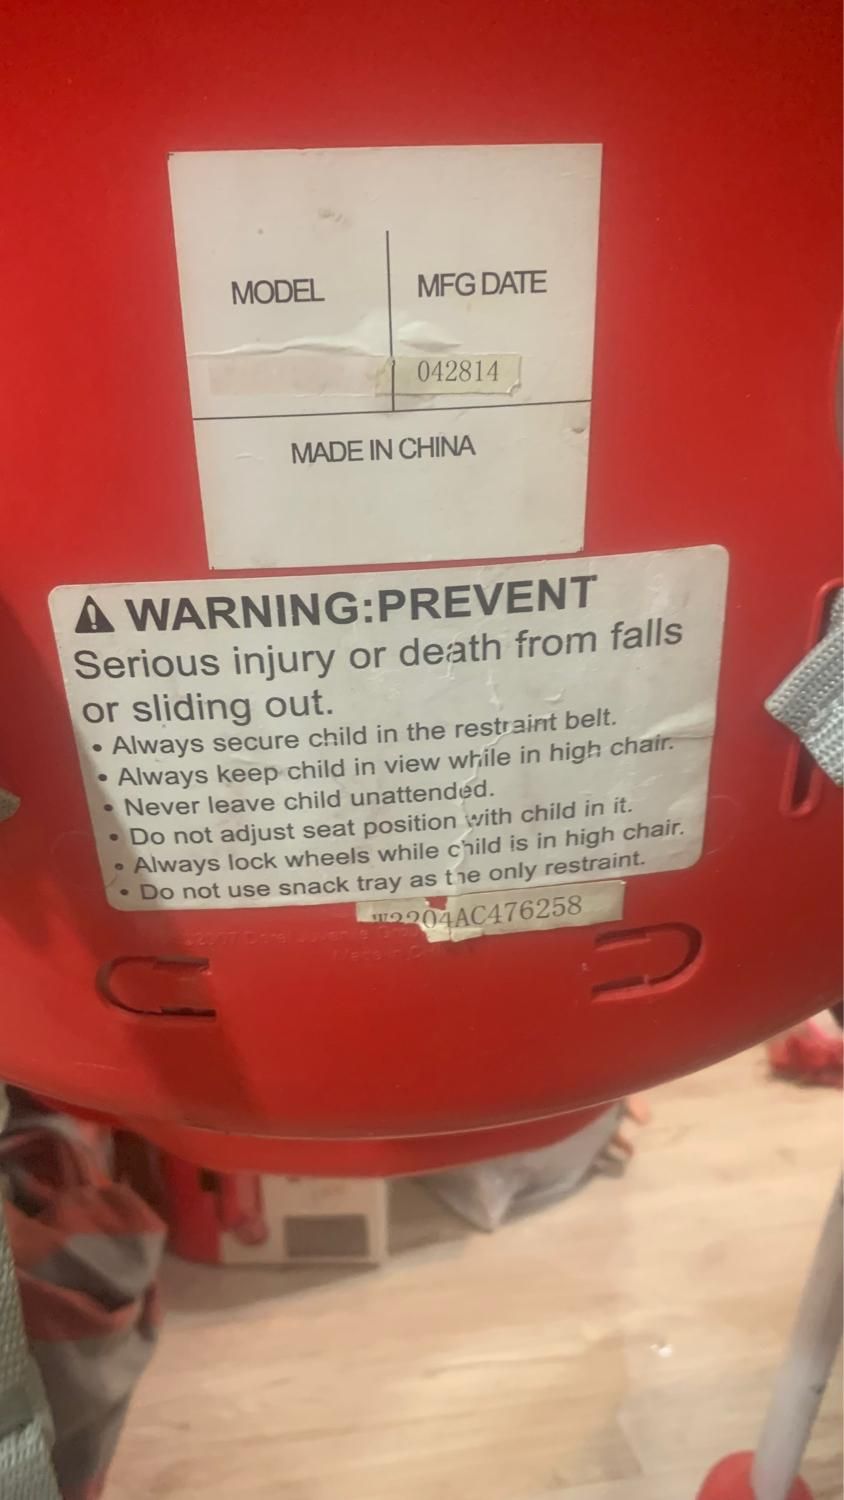 MODEL
MFG DATE
042814
MADE IN CHINA
WARNING:PREVENT
Serious injury or death from falls
or sliding out.
• Always secure child in the restraint belt.
• Always keep child in view while in high chair.
• Never leave child unattended.
• Do not adjust seat position with child in it.
• Always lock wheels while child is in high chair.
• Do not use snack tray as the only restraint.
W2204AC476258